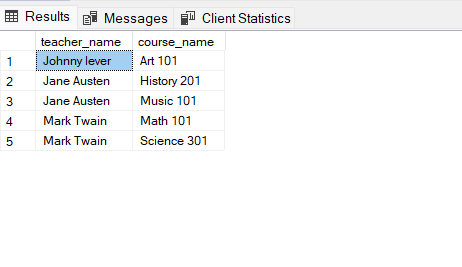 Results Messages Client Statistics
teacher_name course_name
1 Johnny lever Art 101
2 Jane Austen History 201
3 Jane Austen Music 101
4 Mark Twain Math 101
5 Mark Twain Science 301